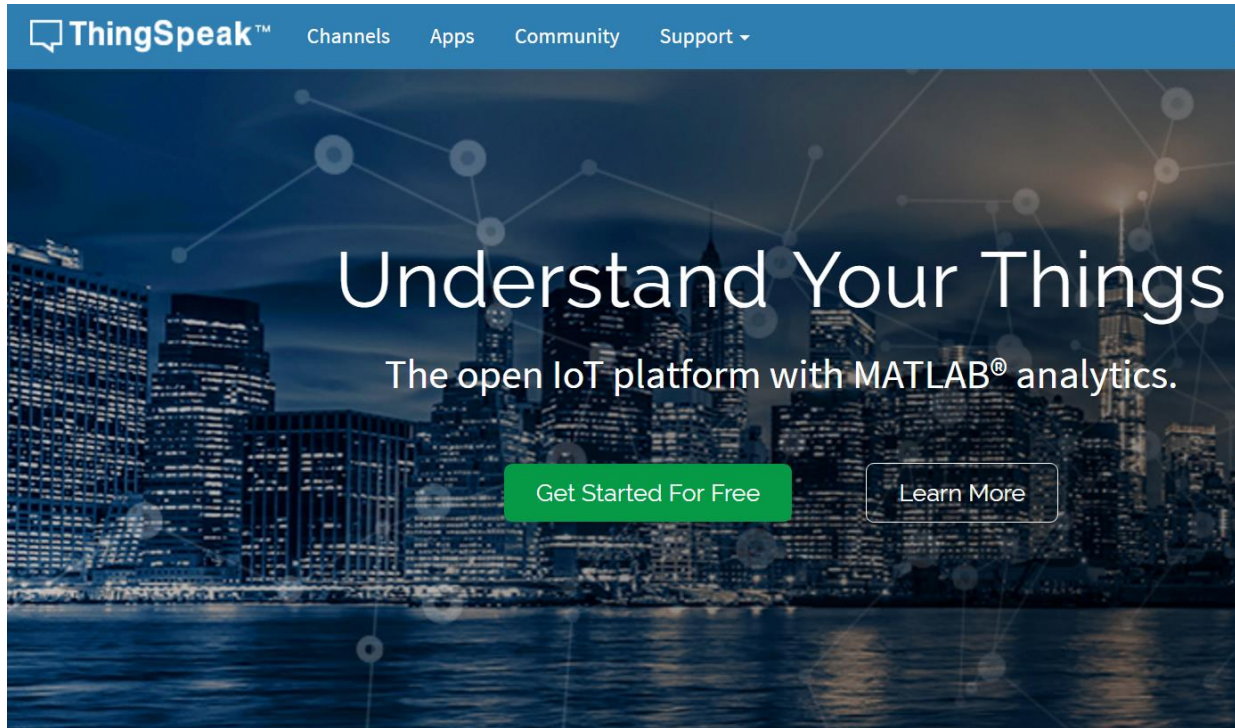 ThingSpeak™ Channels Apps Community Support
Understand Your Things
The open IoT platform with MATLAB® analytics.
Get Started For Free Learn More